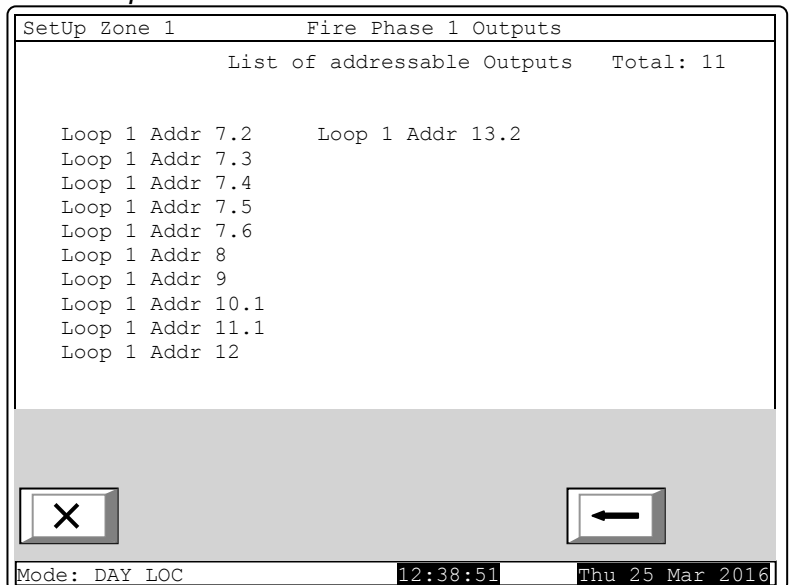 SetUp Zone 1 Fire Phase 1 Outputs
List of addressable Outputs Total: 11
Loop 1 Addr 7.2 Loop 1 Addr 13.2
Loop 1 Addr 7.3
Loop 1 Addr 7.4
Loop 1 Addr 7.5
Loop 1 Addr 7.6
Loop 1 Addr 8
Loop 1 Addr 9
Loop 1 Addr 10.1
Loop 1 Addr 11.1
Loop 1 Addr 12
Mode: DAY LOC 12:38:51 Thu 25 Mar 2016